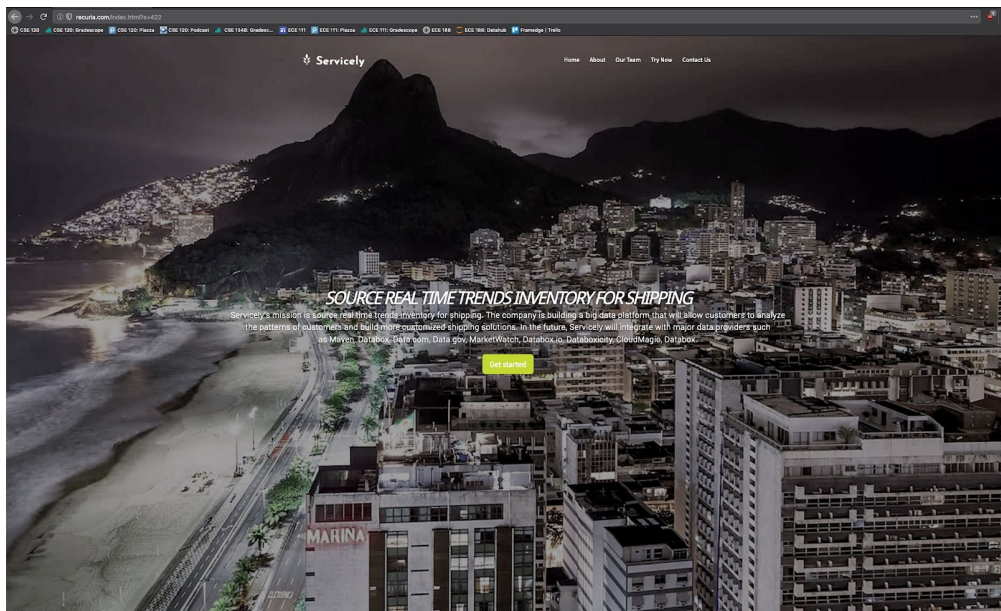 recuria.com/index.html?s=422
CSE 120 CSE 120: Gradescope CSE 120: Piazza CSE 120: Podcast CSE 134B: Gradesc... ECE 111 ECE 111: Piazza ECE 111: Gradescope ECE 188 ECE 188: Datahub Framedge | Trello
Servicely Home About Our Team Try Now Contact Us
SOURCE REAL TIME TRENDS INVENTORY FOR SHIPPING
Servicely's mission is source real time trends inventory for shipping. The company is building a big data platform that will allow customers to analyze
the patterns of customers and build more customized shipping solutions. In the future, Servicely will integrate with major data providers such
as Maven, Databox, Data.com, Data gov, MarketWatch, Databox.io, Databoxicity, CloudMagio, Databox.
Get started
MARINA